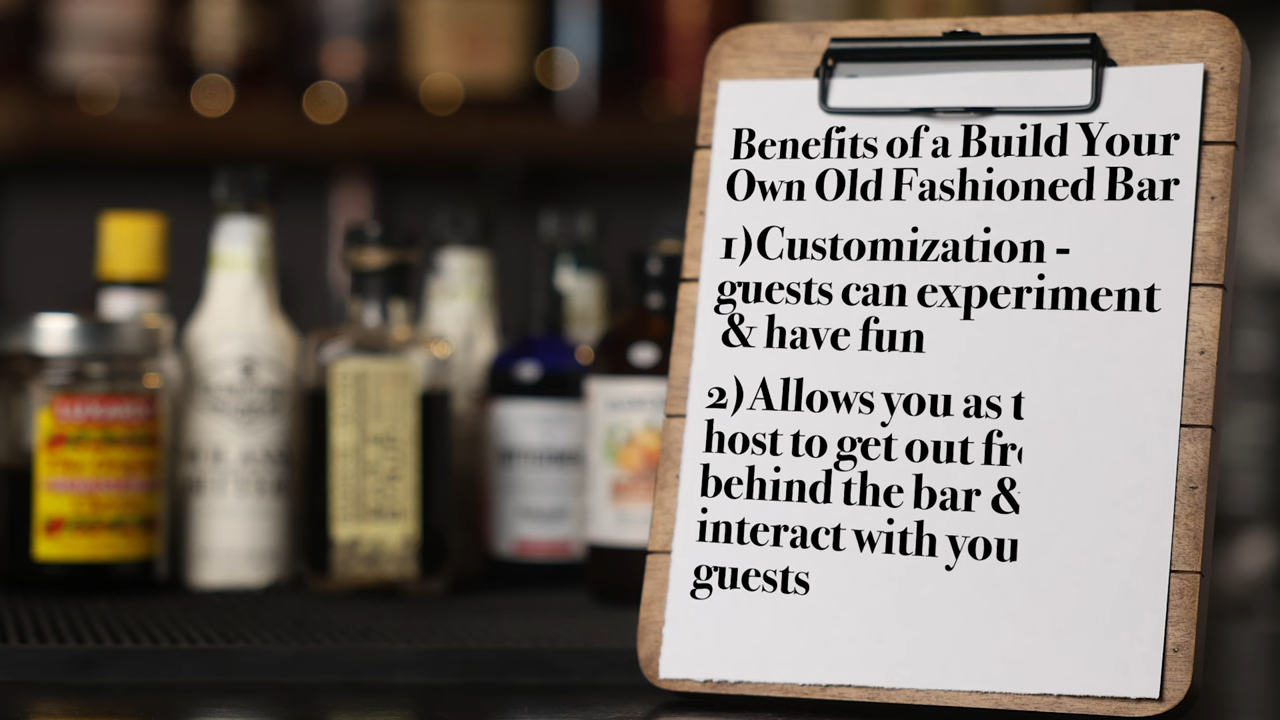 Benefits of a Build Your
Own Old Fashioned Bar
1) Customization -
guests can experiment
& have fun
2) Allows you as t
host to get out fr
behind the bar &
interact with you
guests